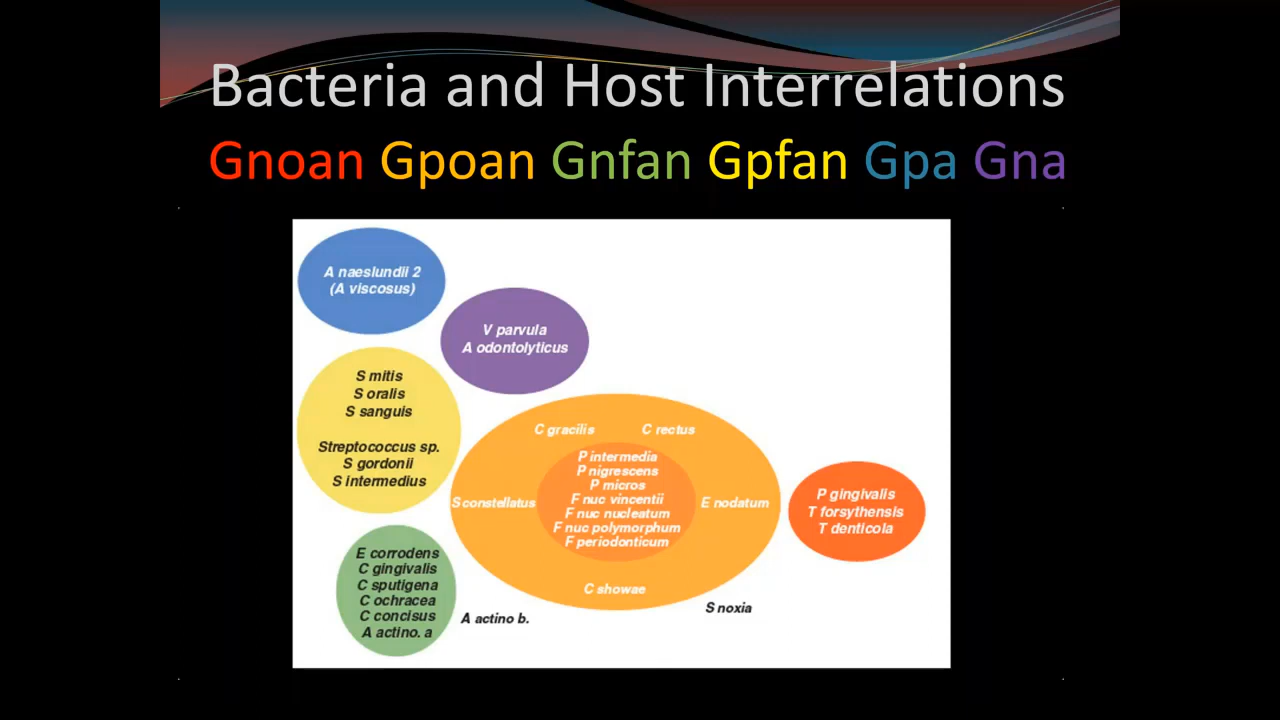 Bacteria and Host Interrelations
Gnoan Gpoan Gnfan Gpfan Gpa Gna
A naeslundii 2
(A viscosus)
V parvula
A odontolyticus
S mitis
S oralis
S sanguis
Streptococcus sp.
S gordonii
S intermedius
C gracilis
C rectus
P intermedia
P nigrescens
P micros
F nuc vincentii
F nuc nucleatum
F nuc polymorphum
F periodonticum
S constellatus
E nodatum
C showae
P gingivalis
T forsythensis
T denticola
E corrodens
C gingivalis
C sputigena
C ochracea
C concisus
A actino. a
A actino b.
S noxia